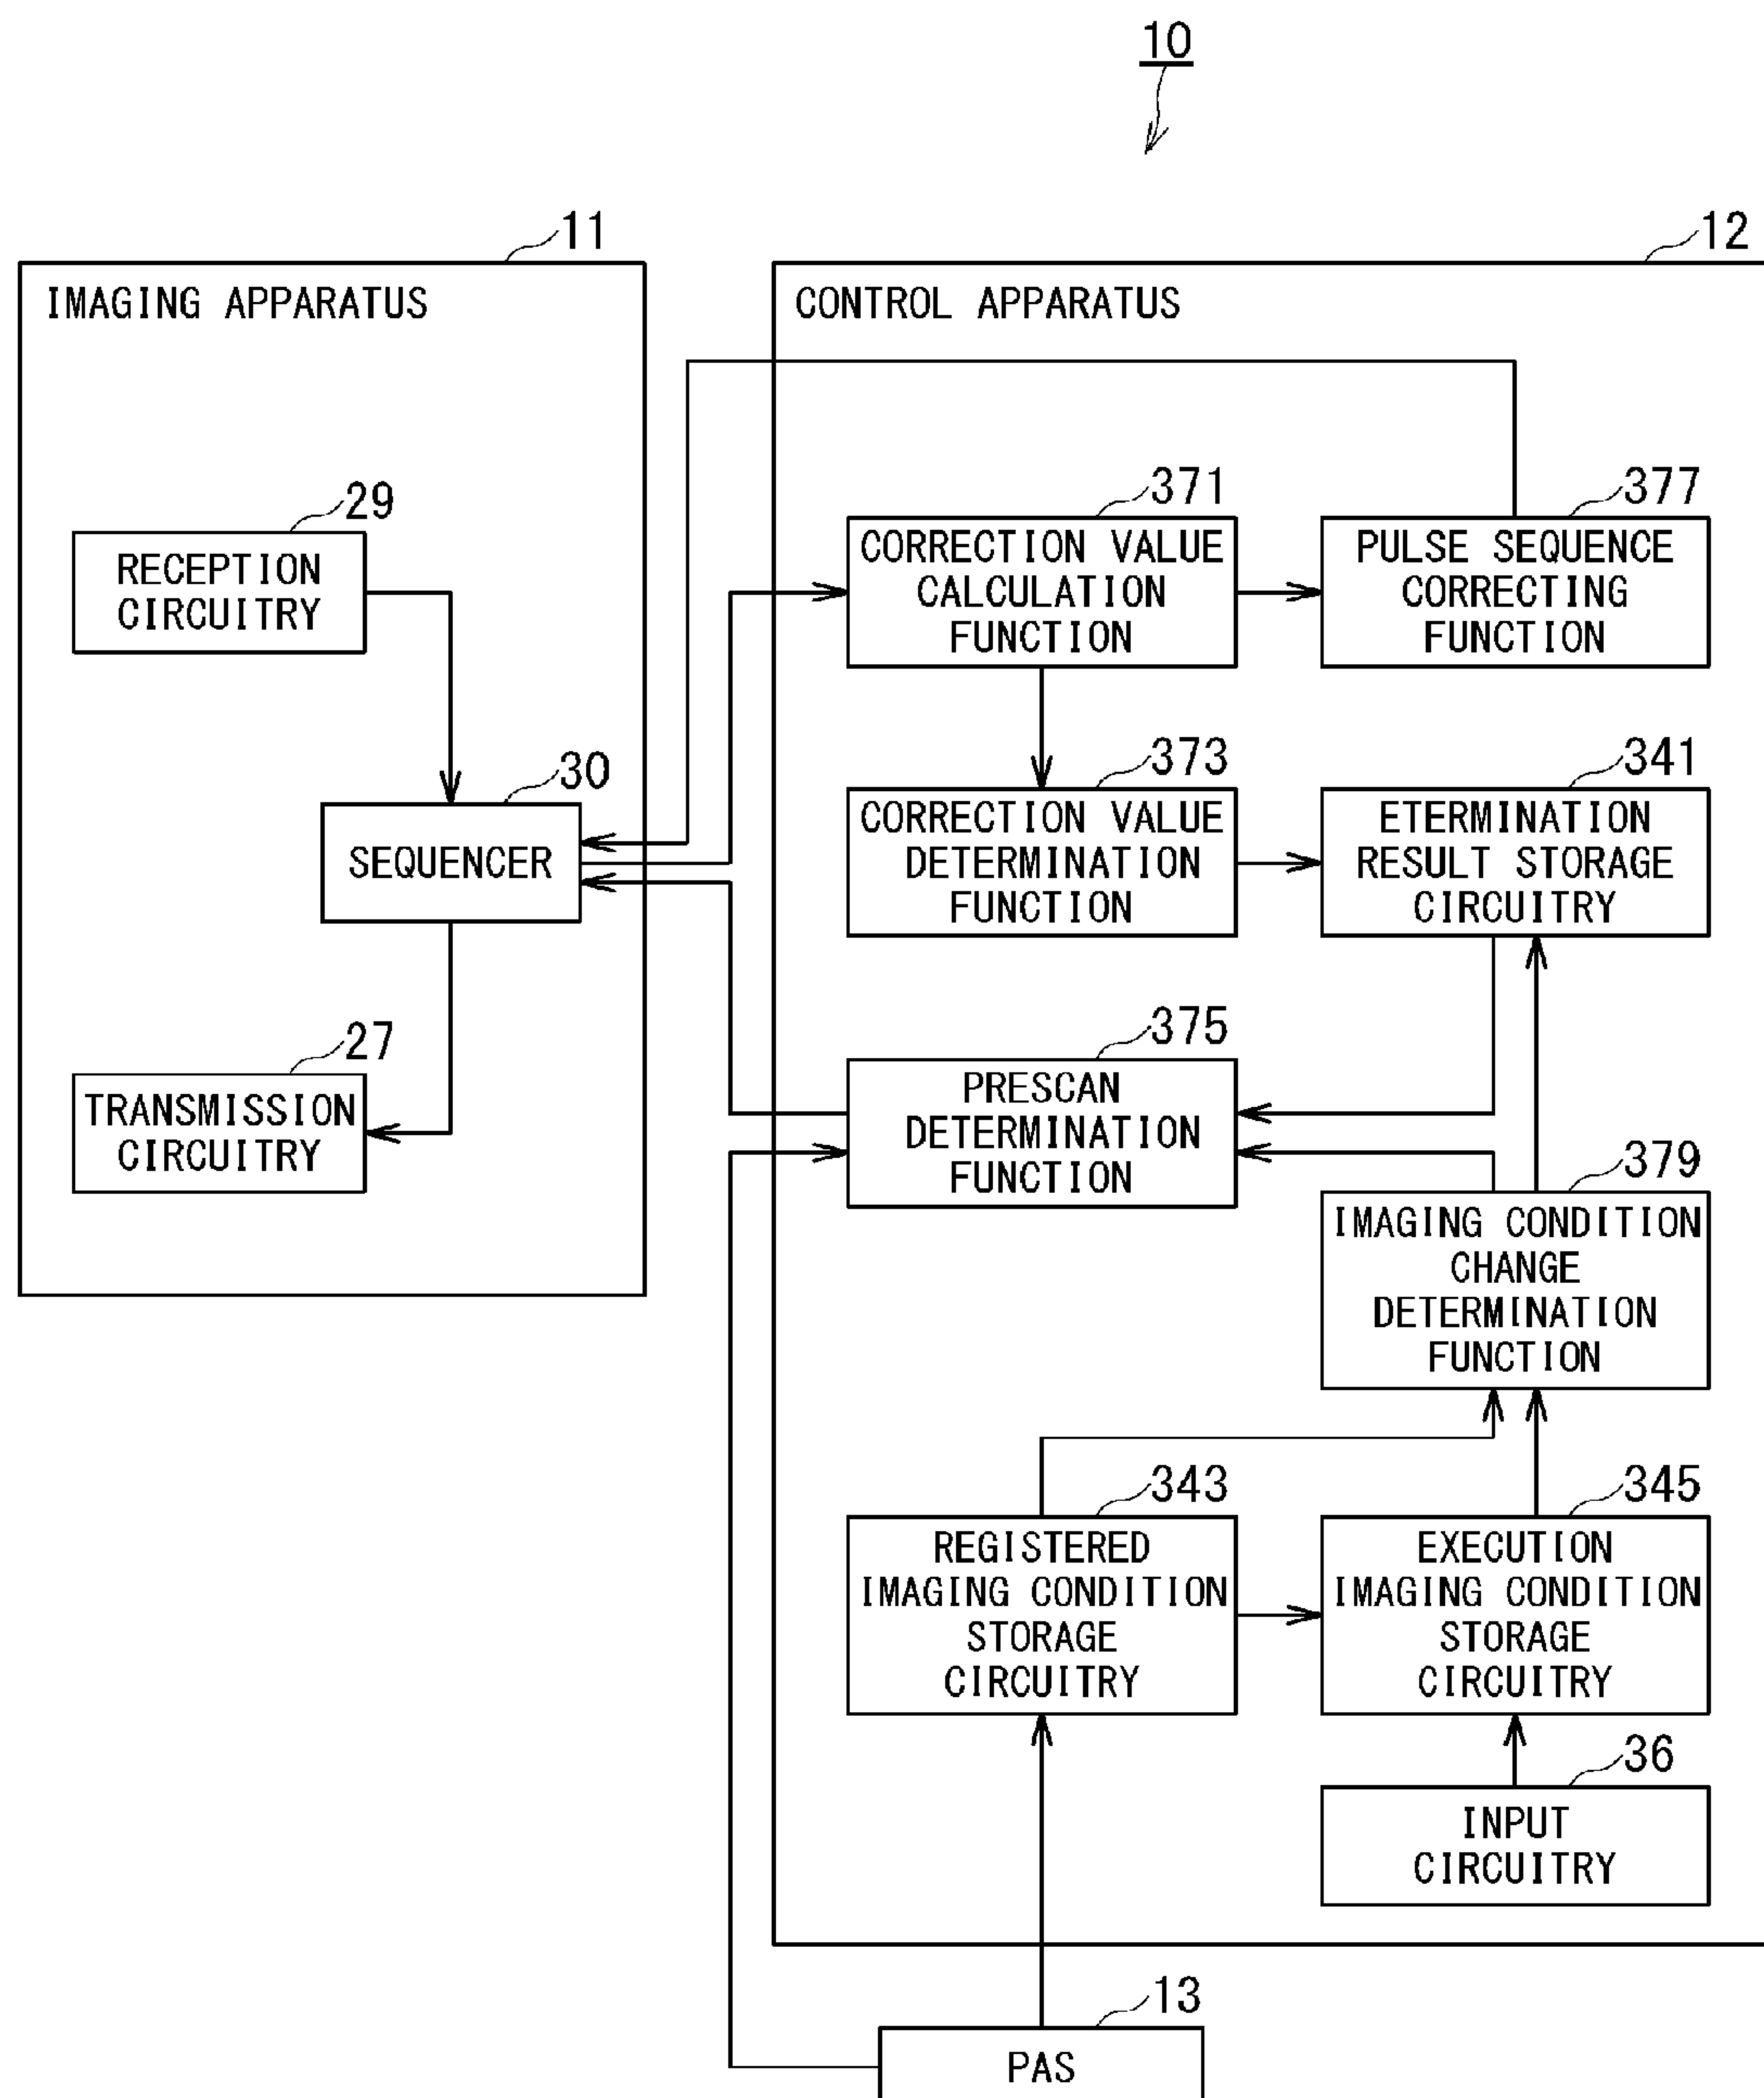 10
11
IMAGING APPARATUS
29
RECEPTION
CIRCUITRY
30
SEQUENCER
27
TRANSMISSION
CIRCUITRY
12
CONTROL APPARATUS
371
CORRECTION VALUE
CALCULATION
FUNCTION
377
PULSE SEQUENCE
CORRECTING
FUNCTION
373
CORRECTION VALUE
DETERMINATION
FUNCTION
341
ETERMINATION
RESULT STORAGE
CIRCUITRY
375
PRESCAN
DETERMINATION
FUNCTION
379
IMAGING CONDITION
CHANGE
DETERMINATION
FUNCTION
343
REGISTERED
IMAGING CONDITION
STORAGE
CIRCUITRY
345
EXECUTION
IMAGING CONDITION
STORAGE
CIRCUITRY
36
INPUT
CIRCUITRY
13
PAS